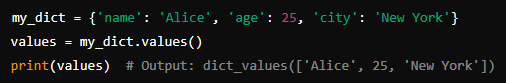 my_dict = {'name': 'Alice', 'age': 25, 'city': 'New York'}
values = my_dict.values()
print(values)  # Output: dict_values(['Alice', 25, 'New York'])